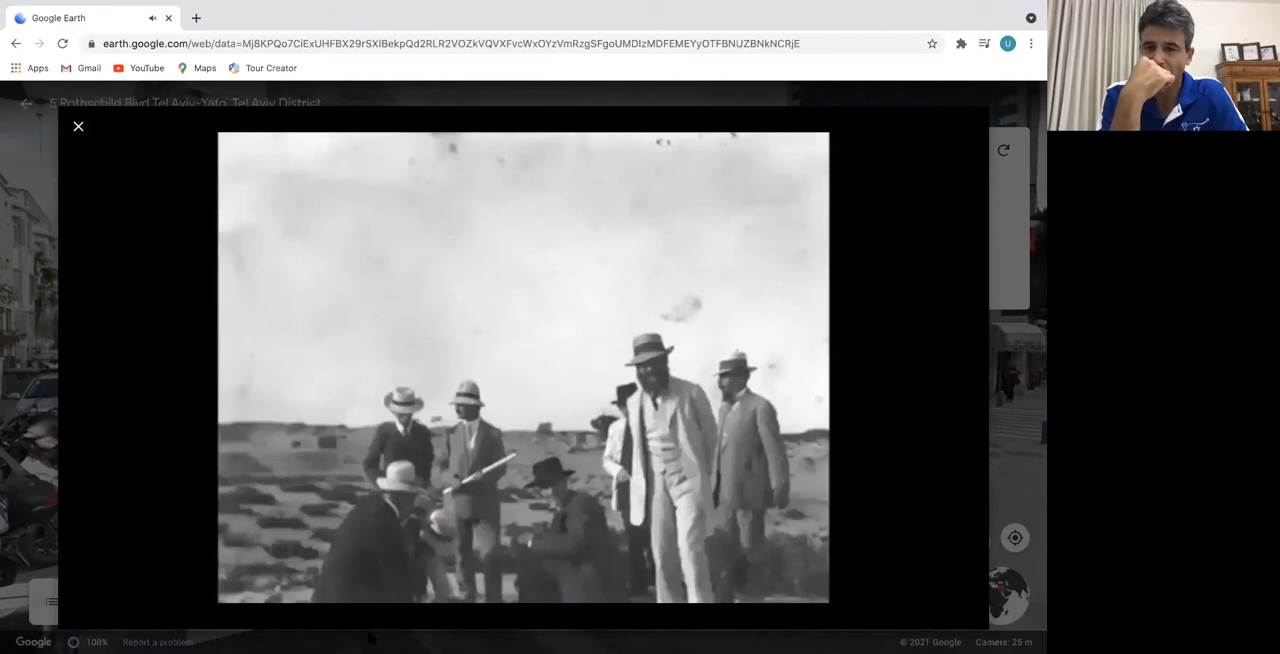 Google Earth
earth.google.com/web/data=Mj8KPQo7CiExUHFBX29rSXlBekpQd2RLR2VOZkVQVXFvcWxOYzVmRzgSFgoUMDIzMDFEMEYyOTFBNUZBNkNCRjE
Apps Gmail YouTube Maps Tour Creator
U
5 Rothschild Blvd Tel Aviv-Yafo, Tel Aviv District
Google 100% Report a problem © 2021 Google Camera: 25 m